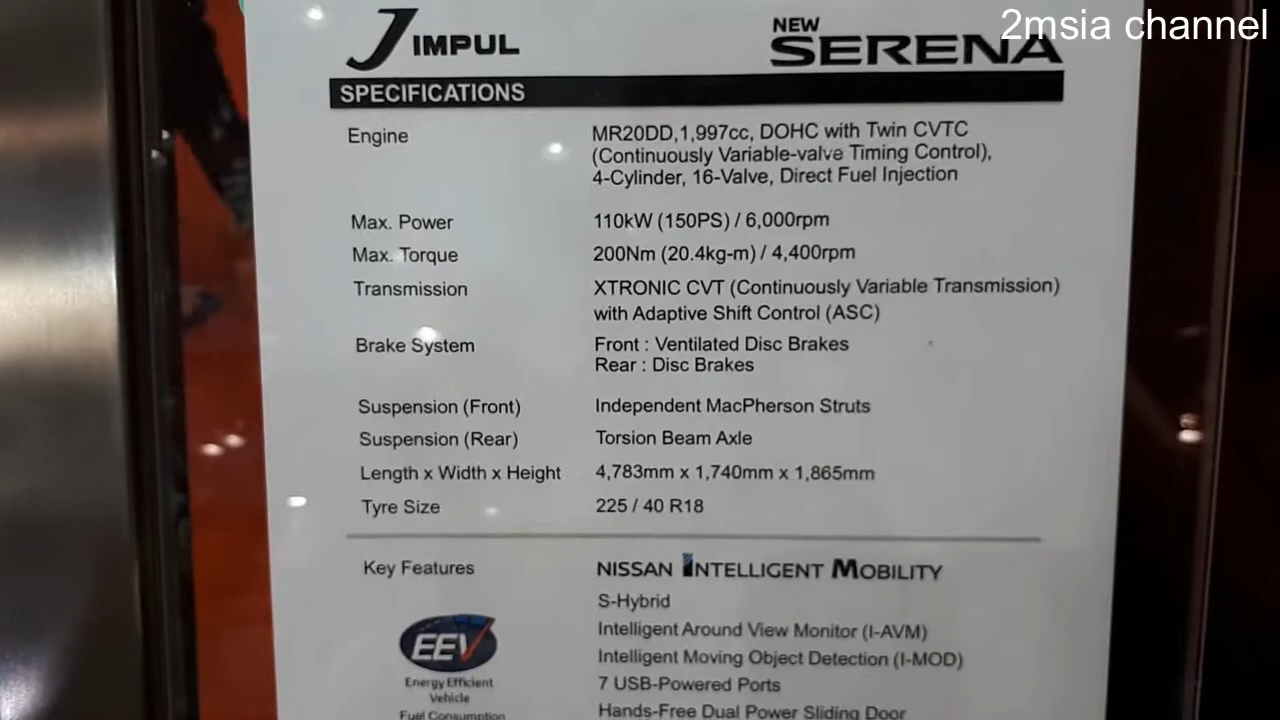 2msia channel
J IMPUL
NEW
SERENA
SPECIFICATIONS
Engine
MR20DD,1,997cc, DOHC with Twin CVTC
(Continuously Variable-valve Timing Control),
4-Cylinder, 16-Valve, Direct Fuel Injection
Max. Power
110kW (150PS) / 6,000rpm
Max. Torque
200Nm (20.4kg-m) / 4,400rpm
Transmission
XTRONIC CVT (Continuously Variable Transmission)
with Adaptive Shift Control (ASC)
Brake System
Front : Ventilated Disc Brakes
Rear : Disc Brakes
Suspension (Front)
Independent MacPherson Struts
Suspension (Rear)
Torsion Beam Axle
Length x Width x Height
4,783mm x 1,740mm x 1,865mm
Tyre Size
225 / 40 R18
Key Features
NISSAN INTELLIGENT MOBILITY
S-Hybrid
Intelligent Around View Monitor (I-AVM)
Intelligent Moving Object Detection (I-MOD)
7 USB-Powered Ports
Hands-Free Dual Power Sliding Door
EEV
Energy Efficient
Vehicle
Fuel Consumption